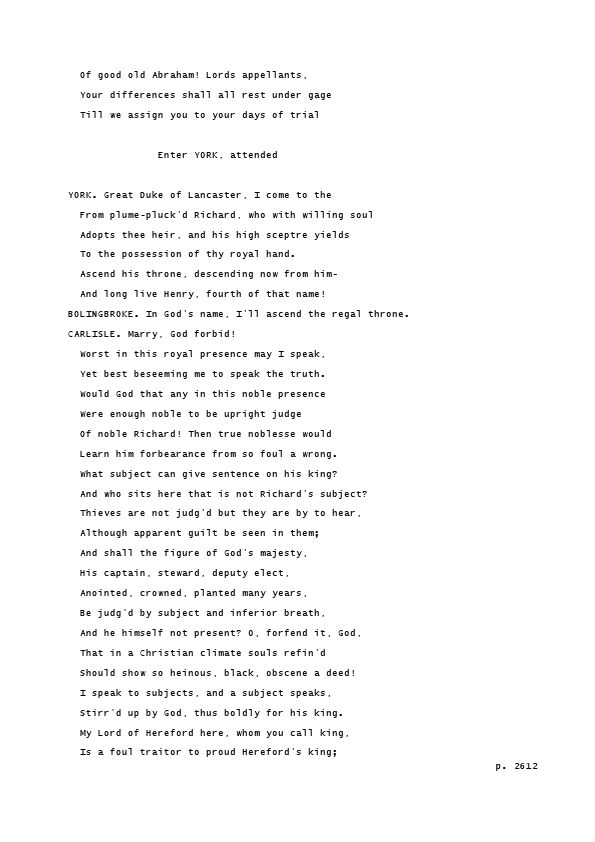 Of good old Abraham! Lords appellants,
Your differences shall all rest under gage
Till we assign you to your days of trial
Enter YORK, attended
YORK. Great Duke of Lancaster, I come to the
From plume-pluck'd Richard, who with willing soul
Adopts thee heir, and his high sceptre yields
To the possession of thy royal hand.
Ascend his throne, descending now from him-
And long live Henry, fourth of that name!
BOLINGBROKE. In God's name, I'll ascend the regal throne.
CARLISLE. Marry, God forbid!
Worst in this royal presence may I speak,
Yet best beseeming me to speak the truth.
Would God that any in this noble presence
Were enough noble to be upright judge
Of noble Richard! Then true noblesse would
Learn him forbearance from so foul a wrong.
What subject can give sentence on his king?
And who sits here that is not Richard's subject?
Thieves are not judg'd but they are by to hear,
Although apparent guilt be seen in them;
And shall the figure of God's majesty,
His captain, steward, deputy elect,
Anointed, crowned, planted many years,
Be judg'd by subject and inferior breath,
And he himself not present? O, forfend it, God,
That in a Christian climate souls refin'd
Should show so heinous, black, obscene a deed!
I speak to subjects, and a subject speaks,
Stirr'd up by God, thus boldly for his king.
My Lord of Hereford here, whom you call king,
Is a foul traitor to proud Hereford's king;
p. 2612